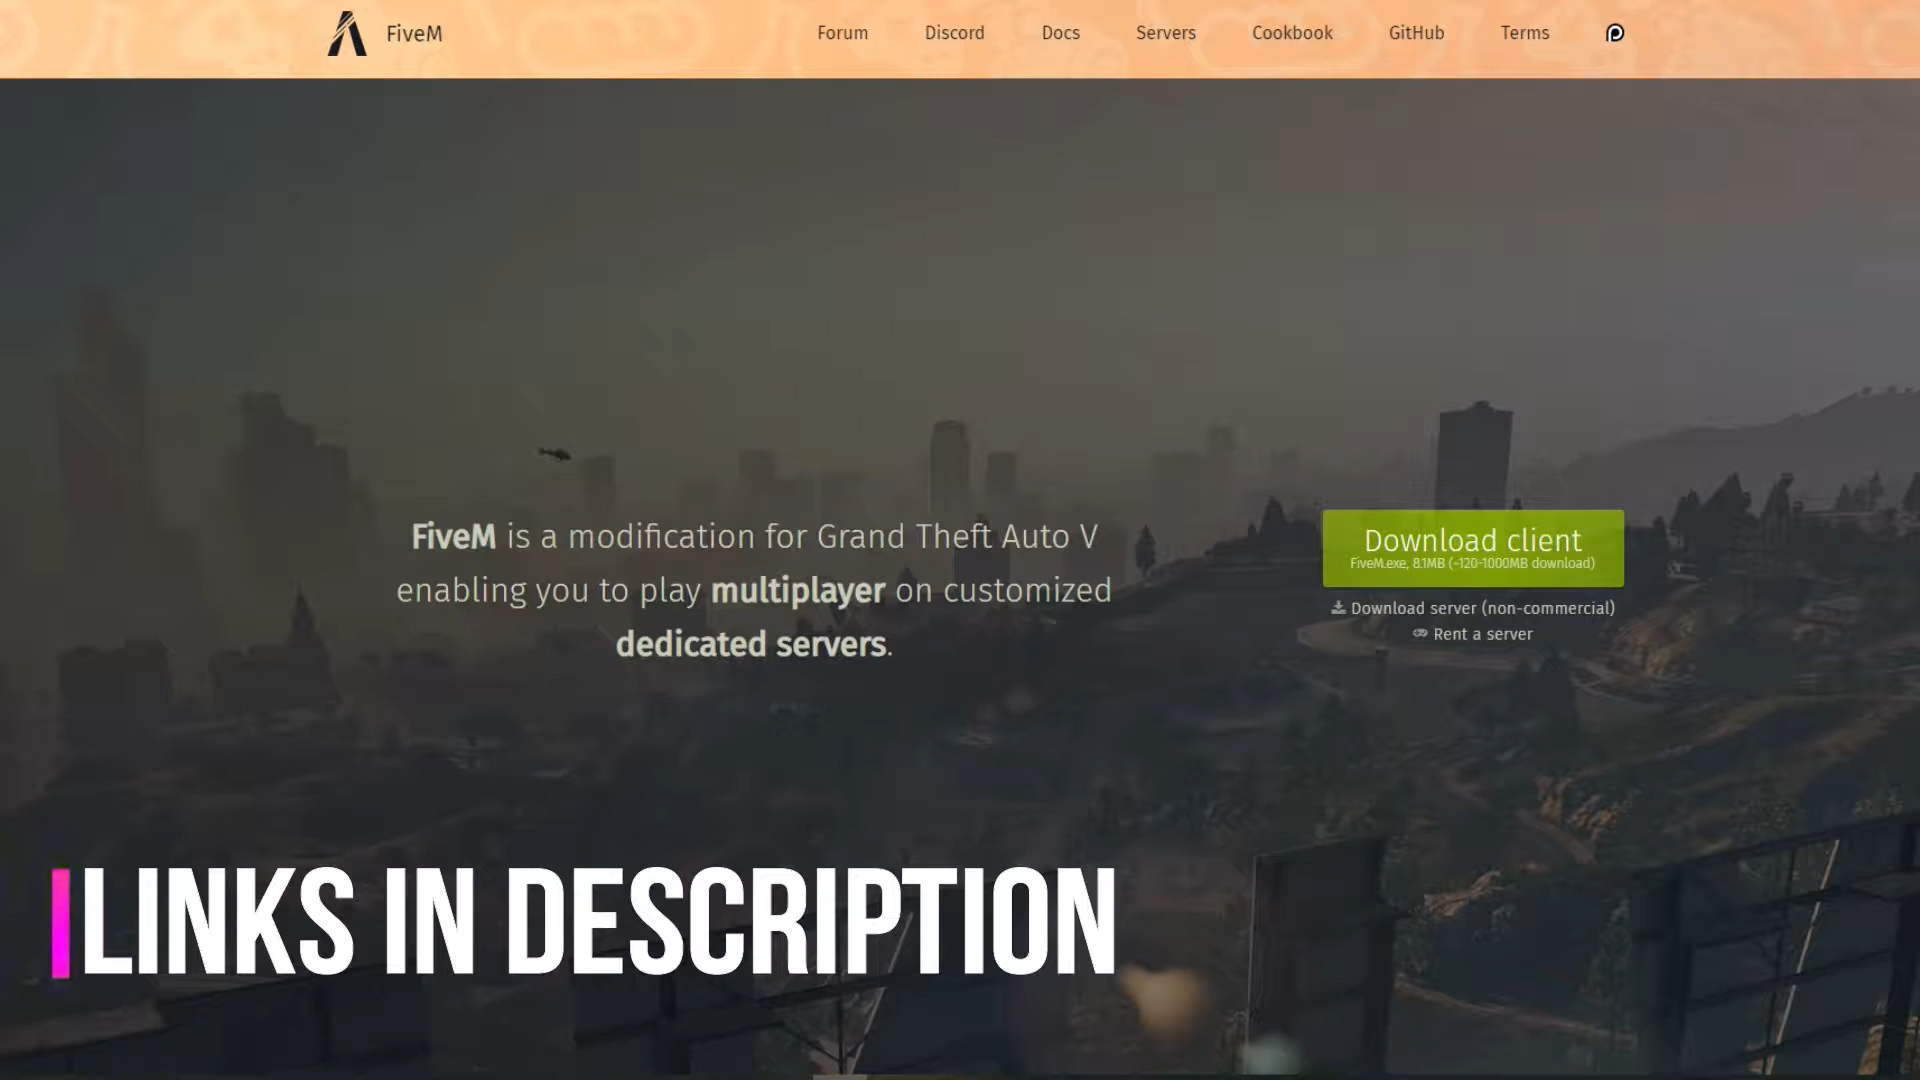 FiveM
Forum
Discord
Docs
Servers
Cookbook
GitHub
Terms
FiveM is a modification for Grand Theft Auto V
enabling you to play multiplayer on customized
dedicated servers.
Download client
FiveM.exe, 8.1MB (~120-1000MB download)
Download server (non-commercial)
Rent a server
LINKS IN DESCRIPTION